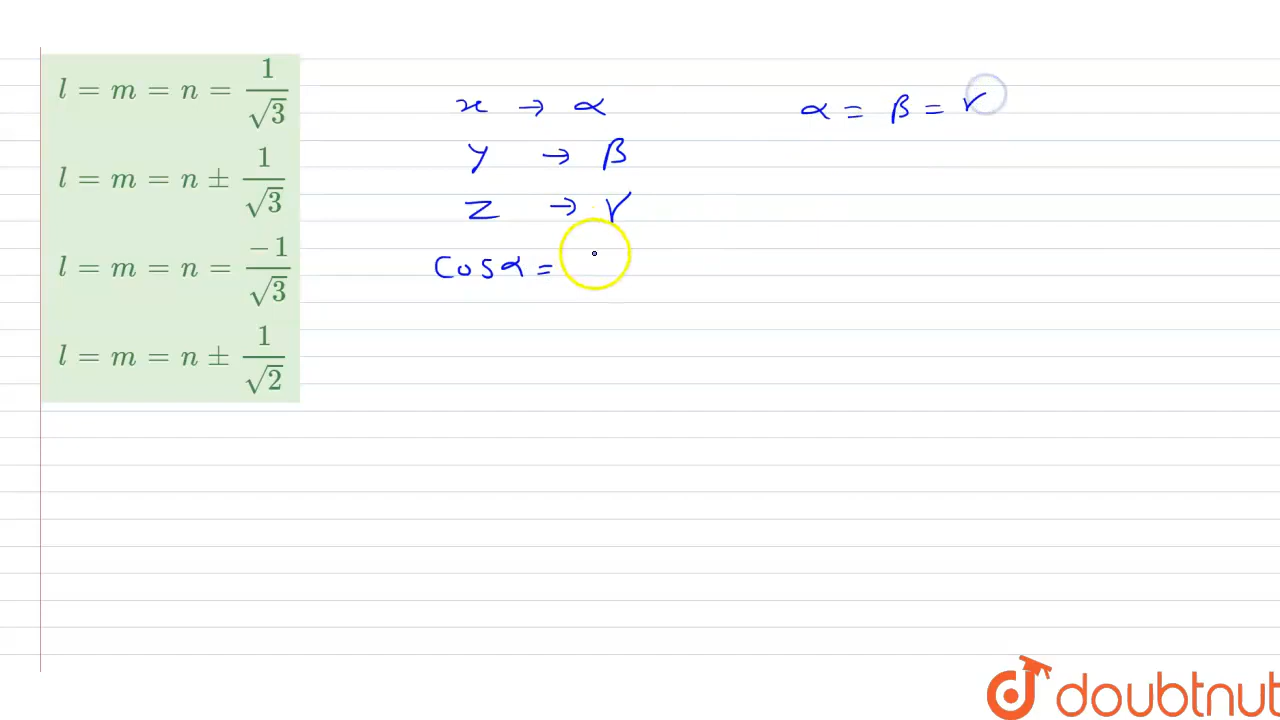 l = m = n = 1/√3
l = m = n ± 1/√3
l = m = n = -1/√3
l = m = n ± 1/√2
x → α
y → β
z → γ
cos α =
α = β = γ
doubtnut